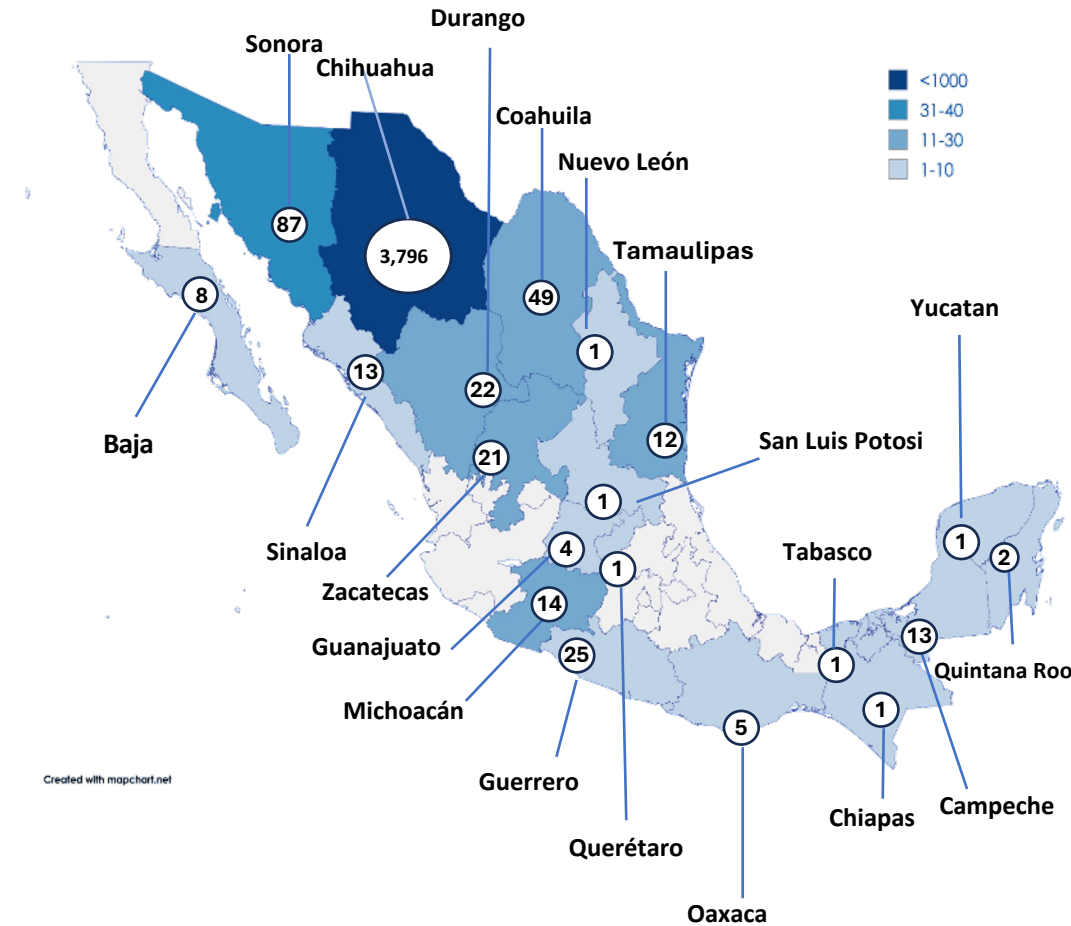 Durango
Sonora
Chihuahua
<1000
31-40
Coahuila
11-30
Nuevo León
1-10
87
Tamaulipas
3,796
8
49
Yucatan
1
13
22
Baja
12
San Luis Potosi
21
1
Sinaloa
4
Tabasco
1
2
1
Zacatecas
14
Guanajuato
13
25
1
Quintana Roo
Michoacán
1
5
Created with mapchart.net
Guerrero
Campeche
Chiapas
Querétaro
Oaxaca